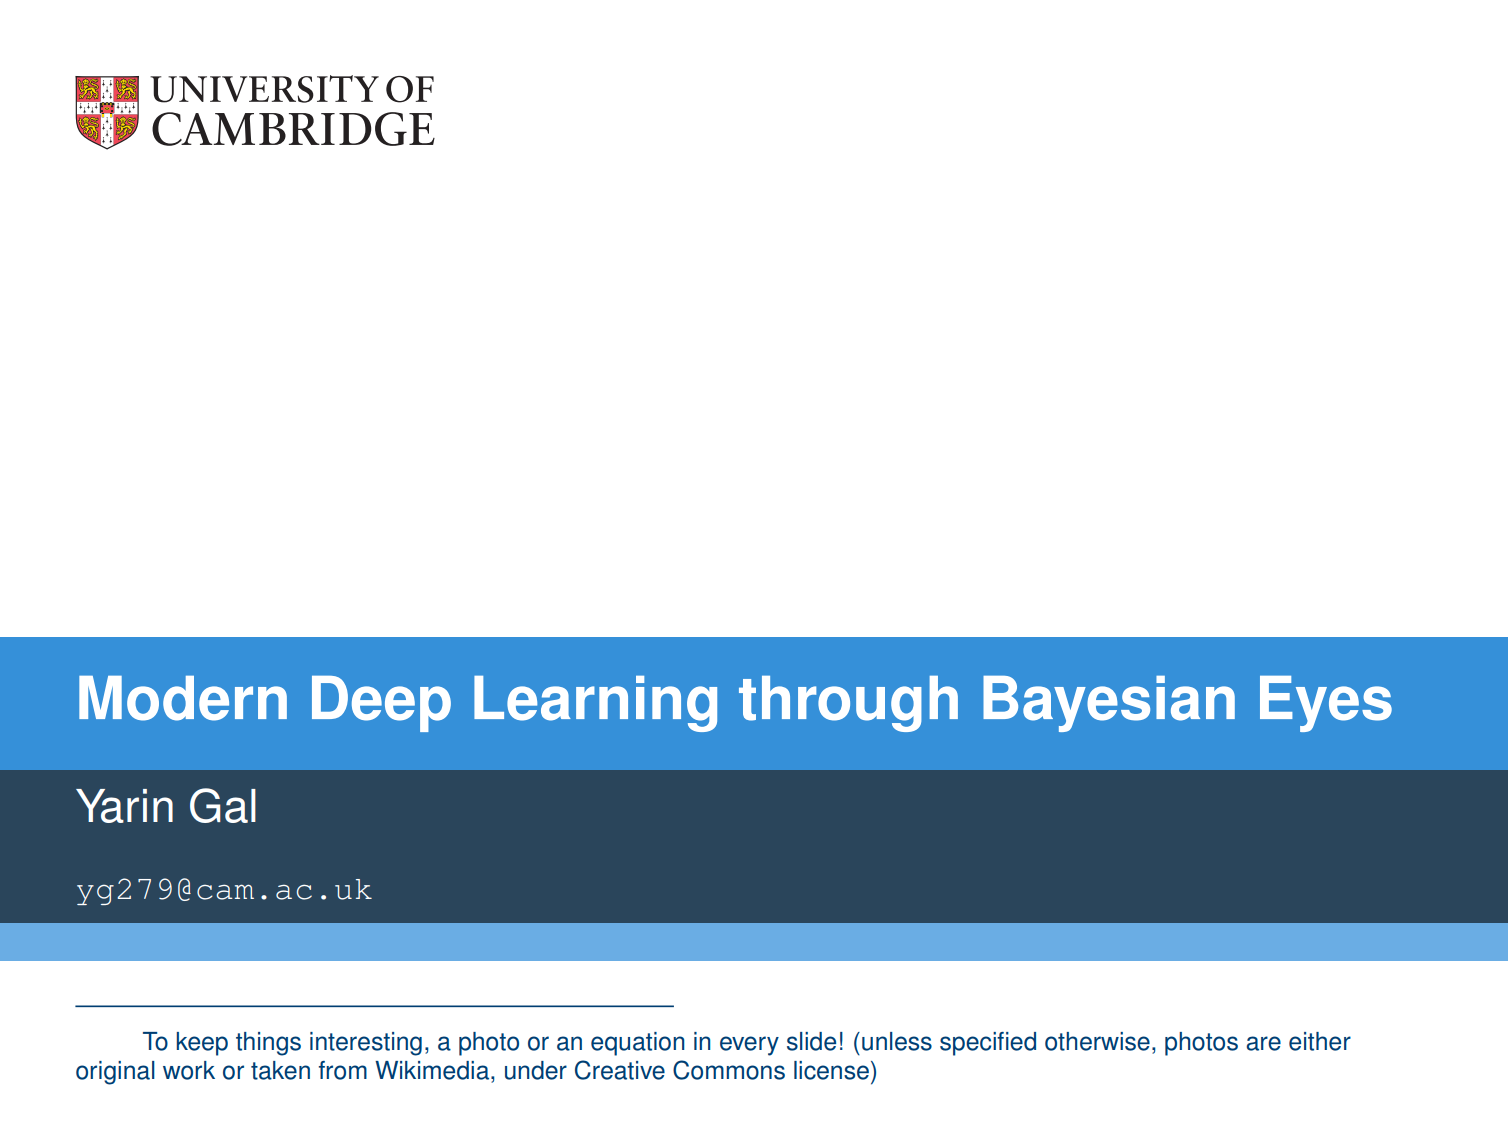 UNIVERSITY OF
CAMBRIDGE
Modern Deep Learning through Bayesian Eyes
Yarin Gal
yg279@cam.ac.uk
To keep things interesting, a photo or an equation in every slide! (unless specified otherwise, photos are either
original work or taken from Wikimedia, under Creative Commons license)